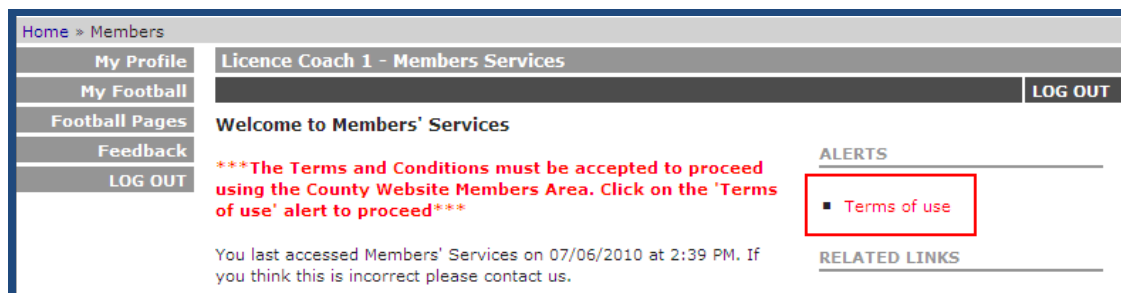 Home » Members
My Profile
My Football
Football Pages
Feedback
LOG OUT
Licence Coach 1 - Members Services
LOG OUT
Welcome to Members' Services
***The Terms and Conditions must be accepted to proceed
using the County Website Members Area. Click on the 'Terms
of use' alert to proceed***
You last accessed Members' Services on 07/06/2010 at 2:39 PM. If
you think this is incorrect please contact us.
ALERTS
Terms of use
RELATED LINKS